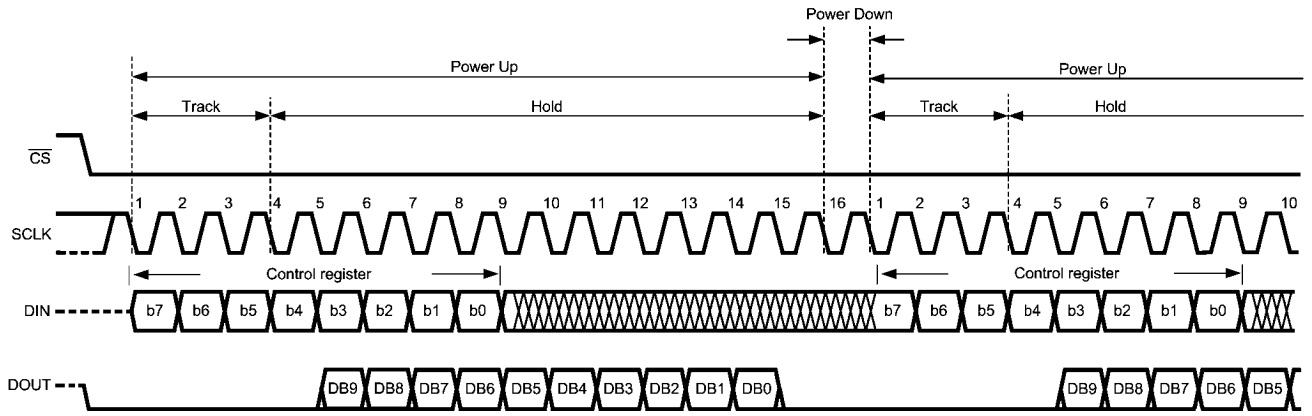 Power Down
Power Up Power Up
Track Hold Track Hold
CS
1 2 3 4 5 6 7 8 9 10 11 12 13 14 15 16 1 2 3 4 5 6 7 8 9 10
SCLK
Control register Control register
DIN b7 b6 b5 b4 b3 b2 b1 b0 b7 b6 b5 b4 b3 b2 b1 b0
DOUT DB9 DB8 DB7 DB6 DB5 DB4 DB3 DB2 DB1 DB0 DB9 DB8 DB7 DB6 DB5